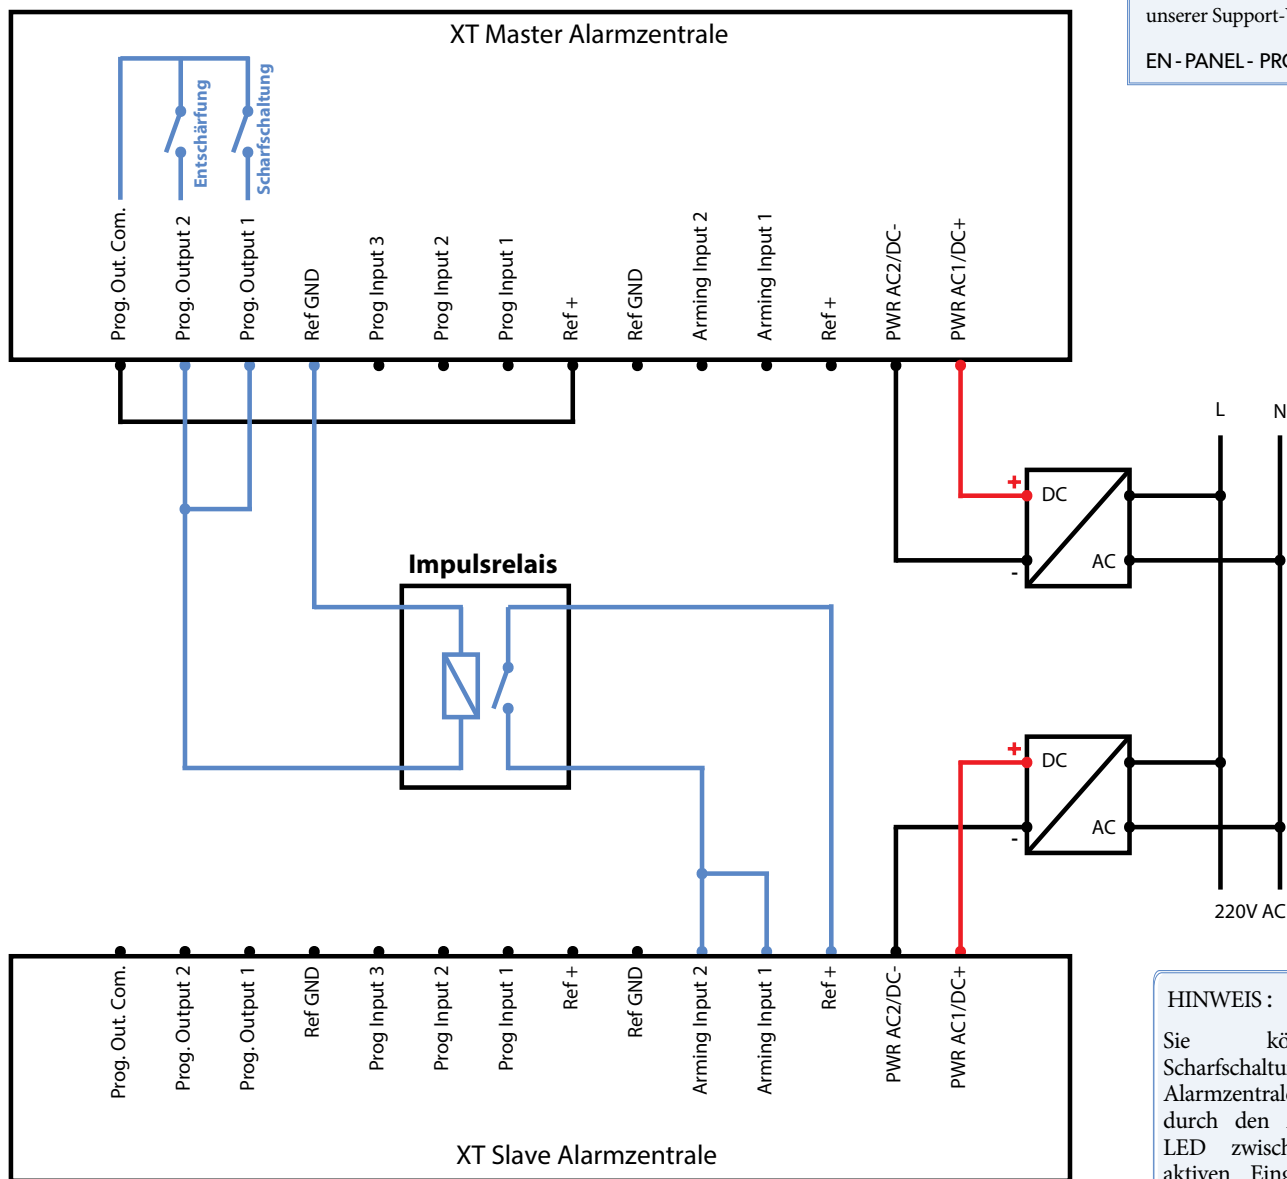 XT Master Alarmzentrale
unserer Support-
EN-PANEL- PRO
Entschärfung
Scharfschaltung
Prog. Out. Com.
Prog. Output 2
Prog. Output 1
Ref GND
Prog Input 3
Prog Input 2
Prog Input 1
Ref +
Ref GND
Arming Input 2
Arming Input 1
Ref +
PWR AC2/DC-
PWR AC1/DC+
L
N
+
DC
AC
-
Impulsrelais
+
DC
AC
-
220V AC
Prog. Out. Com.
Prog. Output 2
Prog. Output 1
Ref GND
Prog Input 3
Prog Input 2
Prog Input 1
Ref +
Ref GND
Arming Input 2
Arming Input 1
Ref +
PWR AC2/DC-
PWR AC1/DC+
XT Slave Alarmzentrale
HINWEIS :
Sie
durch den
LED
aktiven